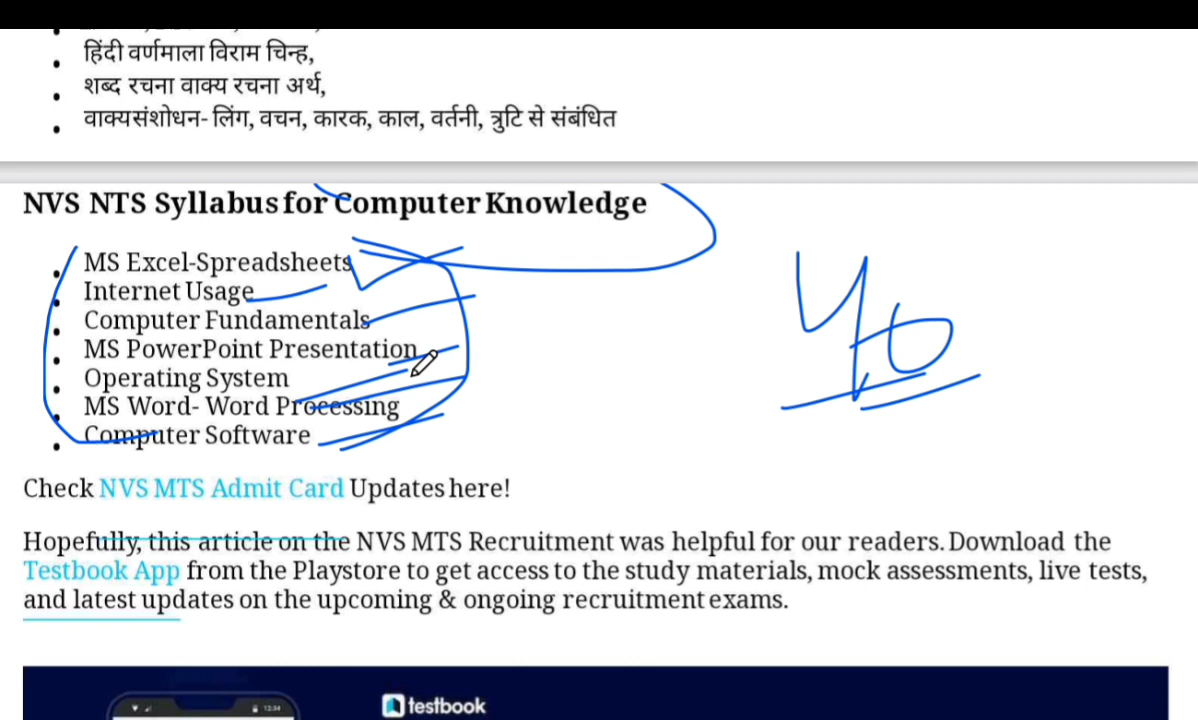 हिंदी वर्णमाला विराम चिन्ह,
शब्द रचना वाक्य रचना अर्थ,
वाक्यसंशोधन- लिंग, वचन, कारक, काल, वर्तनी, त्रुटि से संबंधित
NVS NTS Syllabus for Computer Knowledge
MS Excel-Spreadsheets
Internet Usage
Computer Fundamentals
MS PowerPoint Presentation
Operating System
MS Word- Word Processing
Computer Software
Check NVS MTS Admit Card Updates here!
Hopefully, this article on the NVS MTS Recruitment was helpful for our readers. Download the
Testbook App from the Playstore to get access to the study materials, mock assessments, live tests,
and latest updates on the upcoming & ongoing recruitment exams.
12:34
testbook